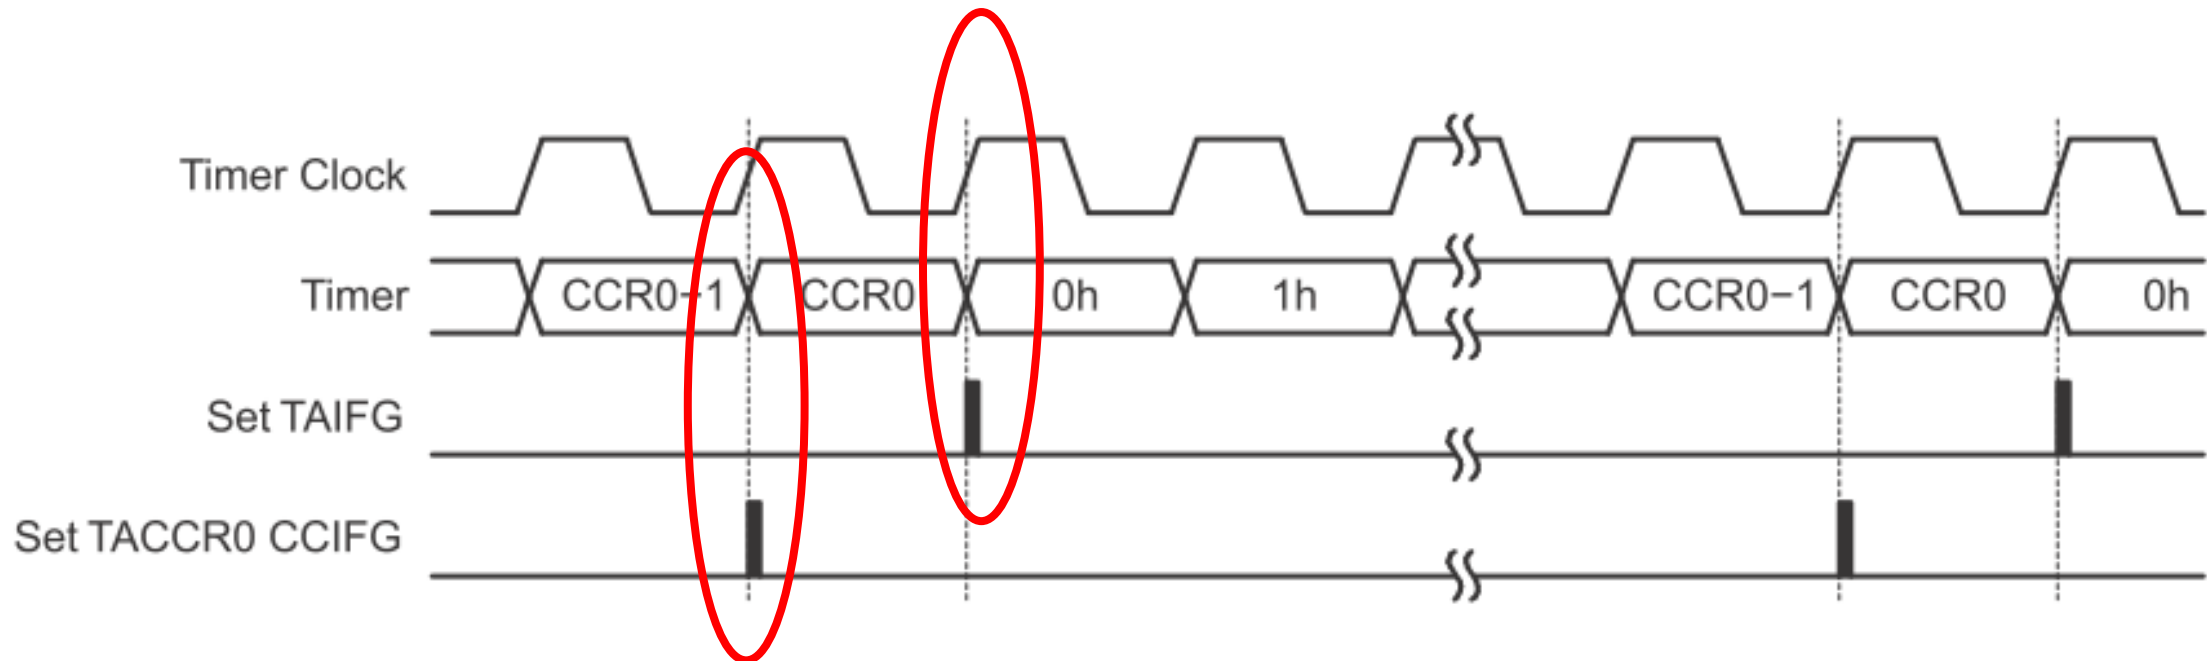 Timer Clock
Timer CCR0−1 CCR0 0h 1h CCR0−1 CCR0 0h
Set TAIFG
Set TACCR0 CCIFG